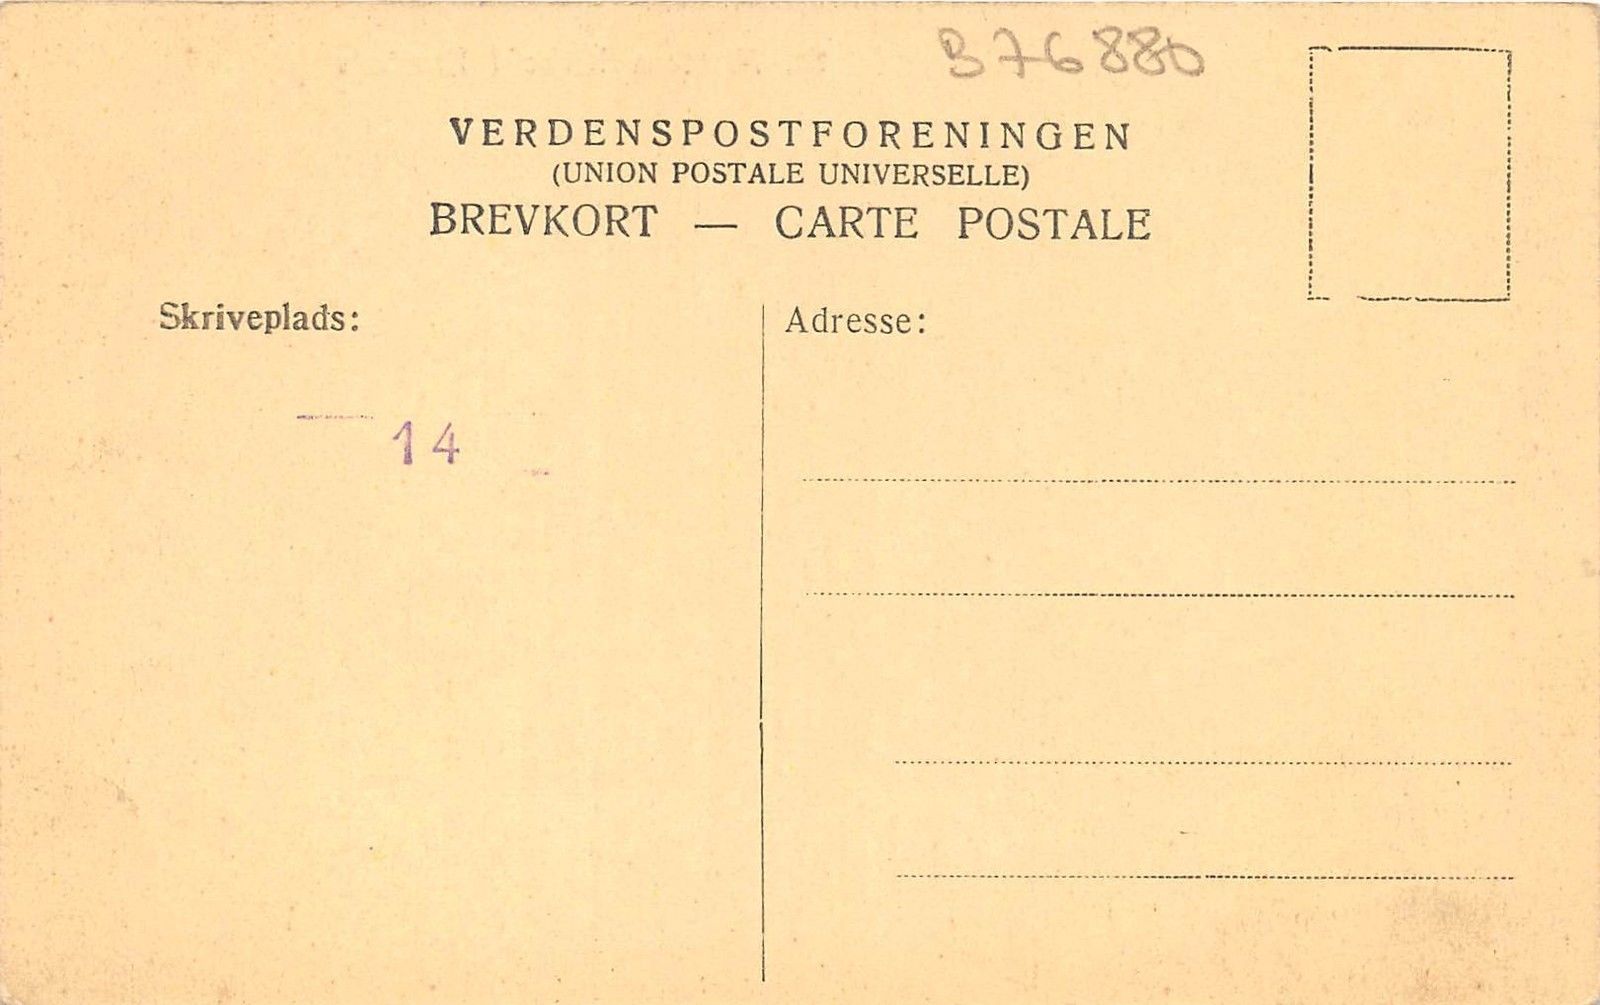 B76880
VERDENSPOSTFORENINGEN
(UNION POSTALE UNIVERSELLE)
BREVKORT — CARTE POSTALE
Skriveplads:
Adresse:
14